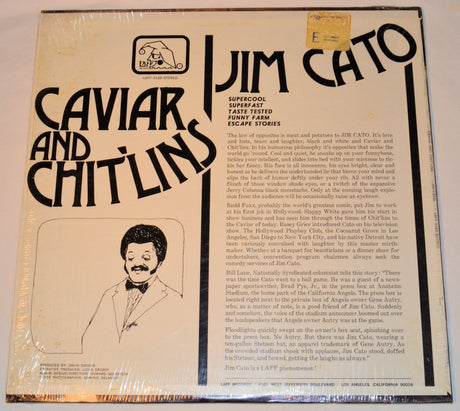 LAFF
LAFF A188 STEREO
E
CAVIAR
AND
CHIT'LINS
JIM CATO
SUPERCOOL
SUPERFAST
TASTE TESTED
FUNNY FARM
ESCAPE STORIES
The law of opposites is meat and potatoes to JIM CATO. It's love
and hate, tears and laughter, black and white and Caviar and
Chit'lins. In his humorous philosophy it's opposites that make the
world go 'round. Cool and quiet, he sneaks up on your funnybone,
tickles your intellect, and slides into bed with your mistress to tic-
kle her fancy. His fuse is all innocence, his eyes bright, clear and
honest as he delivers the underhanded lie that blows your mind and
slips the barb of humor deftly under your rib. All with never a
flinch of those window shade eyes, or a twitch of the expansive
Jerry Colonna black moustache. Only at the ensuing laugh explo-
sion from the audience will he occasionally raise an eyebrow.
Redd Foxx, probably the world's greatest comic, put Jim to work
at his first job in Hollywood. Slappy White gave him his start in
show business and has seen him through the times of Chit'lins to
the Caviar of today. Rosey Grier introduced Cato on his television
show. The Hollywood Playboy Club, the Cocoanut Grove in Los
Angeles, San Diego to New York City, and his native Detroit have
been variously convulsed with laughter by this master mirth-
maker. Whether at a banquet for beauticians or a dinner show for
undertakers, convention program chairmen always seek the
comedy services of Jim Cato.
Bill Lane, Nationally Syndicated columnist tells this story: "There
was the time Cato went to a ball game. He was a guest of a news-
paper sportswriter, Brad Pye, Jr., in the press box at Anaheim
Stadium, the home park of the California Angels. The press box is
located right next to the private box of Angels owner Gene Autry,
who, as a matter of note, is a good friend of Jim Cato. Suddenly
and somehow, the voice of the stadium announcer boomed out over
the loudspeakers that Angels owner Autry was at the game.
Floodlights quickly swept on the owner's box seat, splashing over
to the press box. No Autry. But there was Jim Cato, wearing a
ten-gallon Stetson hat, an apparel trademark of Gene Autry. As
the crowded stadium shook with applause, Jim Cato stood, doffed
his Stetson, and bowed, getting the laughs as always."
Jim Cato is a LAFF phenomenon!
PRODUCED BY: DAVID DROZEN
EXECUTIVE PRODUCER: LOUIS DROZEN
LAFF RECORDS WEST JEFFERSON BOULEVARD LOS ANGELES, CALIFORNIA 90018